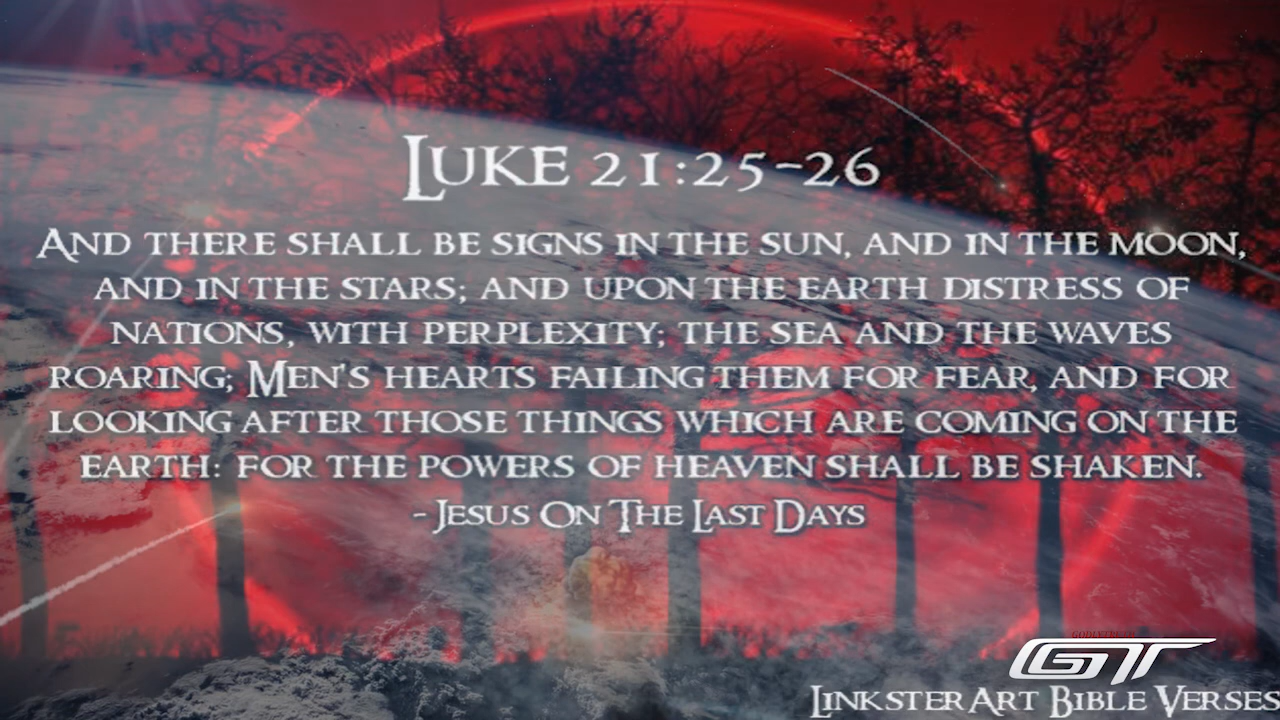 Luke 21:25-26
And there shall be signs in the sun, and in the moon,
and in the stars; and upon the earth distress of
nations, with perplexity; the sea and the waves
roaring; Men's hearts failing them for fear, and for
looking after those things which are coming on the
earth: for the powers of heaven shall be shaken.
- Jesus On The Last Days
GT
LinksterArt Bible Verses